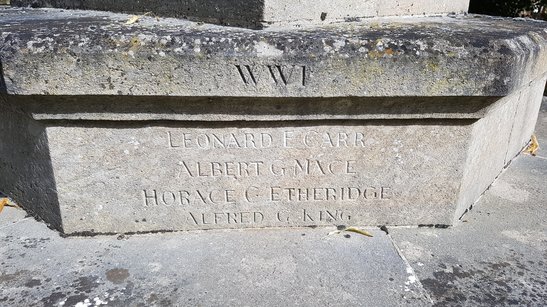 WWI
LEONARD F CARR
ALBERT G MACE
HORACE C ETHERIDGE
ALFRED G KING